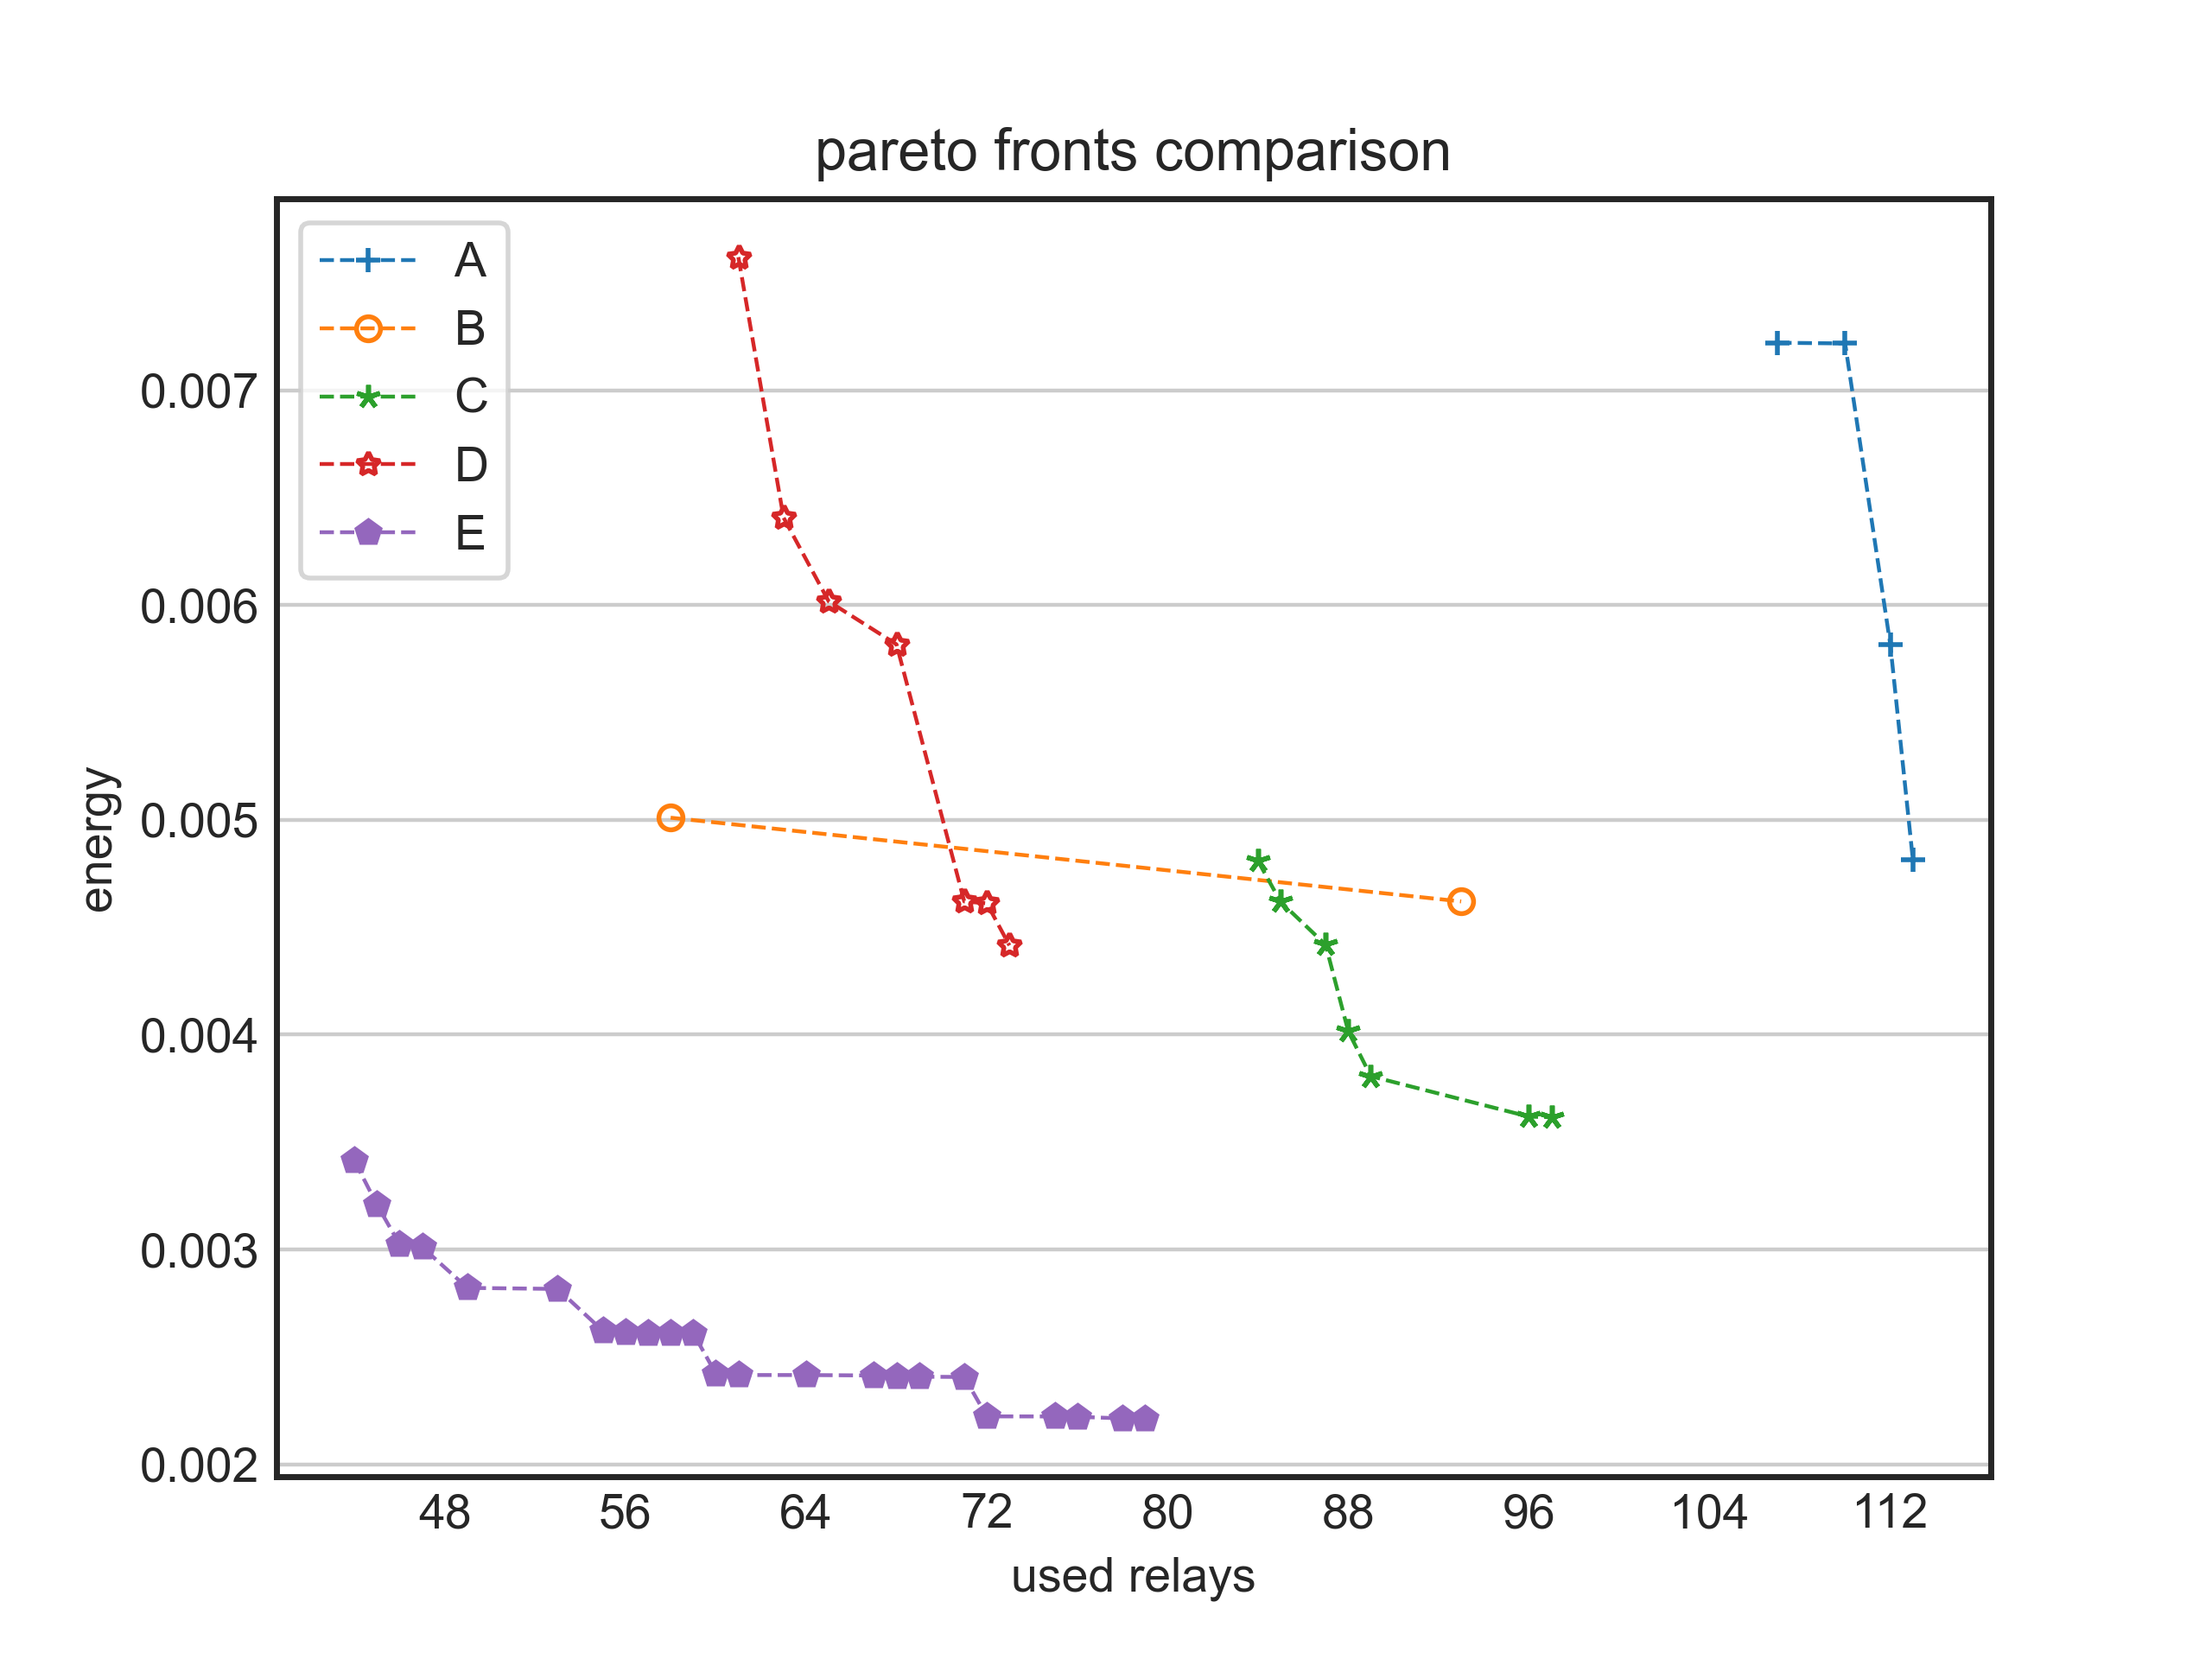 pareto fronts comparison
A
B
C
D
E
0.007
0.006
0.005
0.004
0.003
0.002
energy
48 56 64 72 80 88 96 104 112
used relays